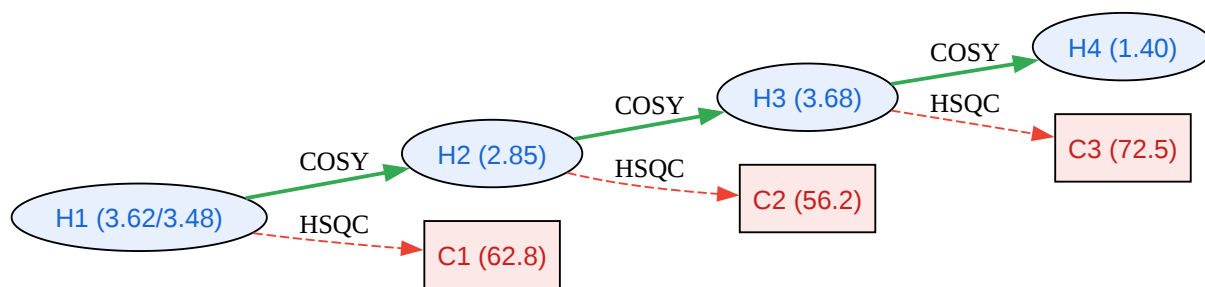 H1 (3.62/3.48)
COSY
HSQC
H2 (2.85)
C1 (62.8)
COSY
HSQC
H3 (3.68)
C2 (56.2)
COSY
HSQC
H4 (1.40)
C3 (72.5)